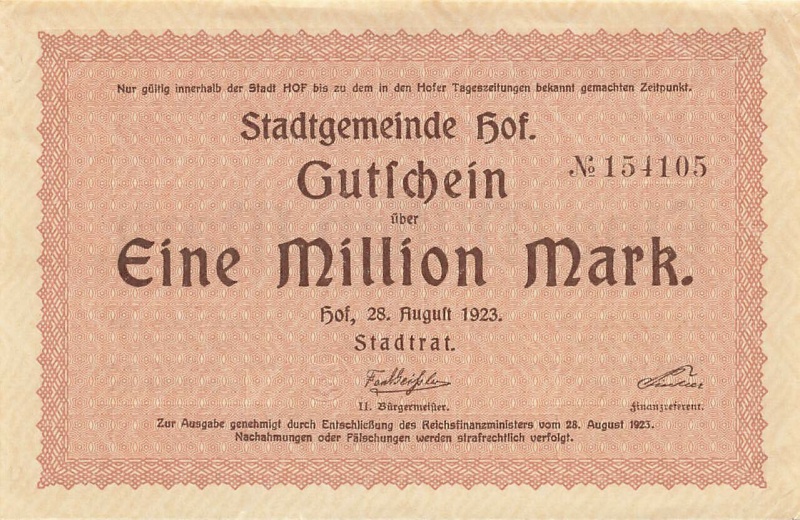 Nur gültig innerhalb der Stadt HOF bis zu dem in den Hofer Tageszeitungen bekannt gemachten Zeitpunkt.
Stadtgemeinde Hof.
Gutſchein
№ 154105
über
Eine Million Mark.
Hof, 28. Auguſt 1923.
Stadtrat.
II. Bürgermeiſter.
Finanzreferent.
Zur Ausgabe genehmigt durch Entſchließung des Reichsfinanzminiſters vom 28. Auguſt 1923.
Nachahmungen oder Fälſchungen werden strafrechtlich verfolgt.